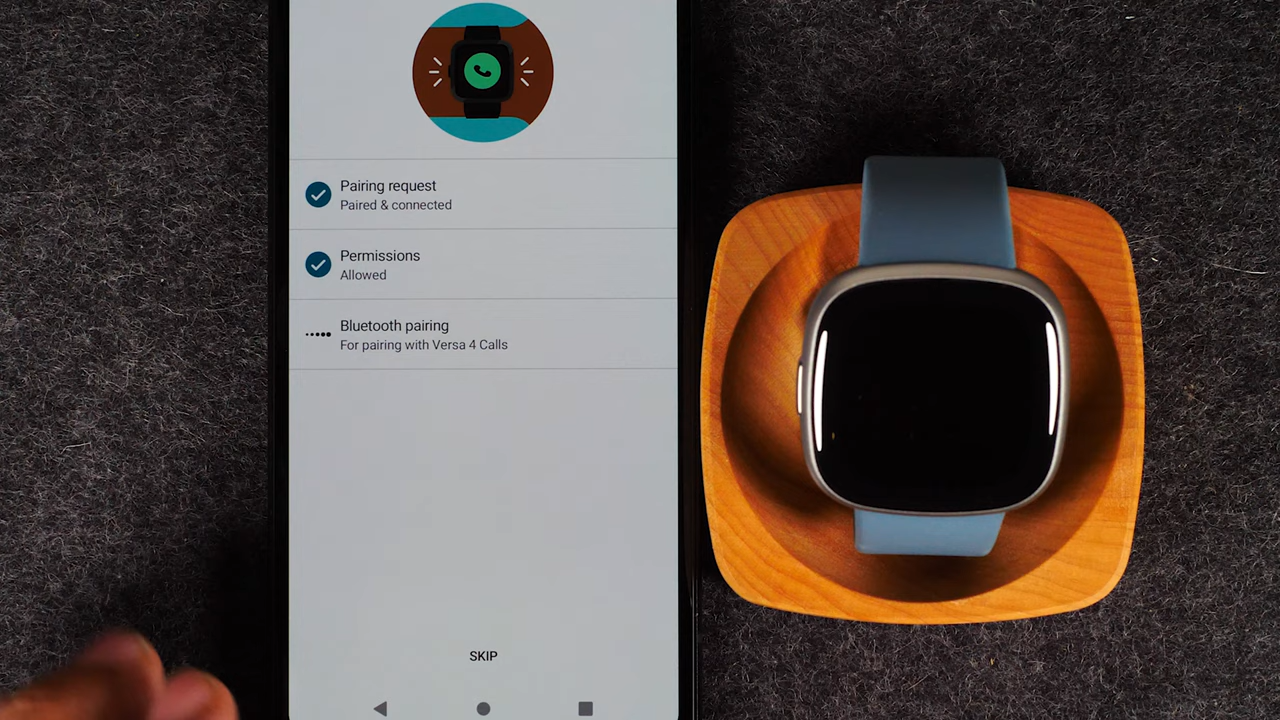 Pairing request
Paired & connected
Permissions
Allowed
Bluetooth pairing
For pairing with Versa 4 Calls
SKIP